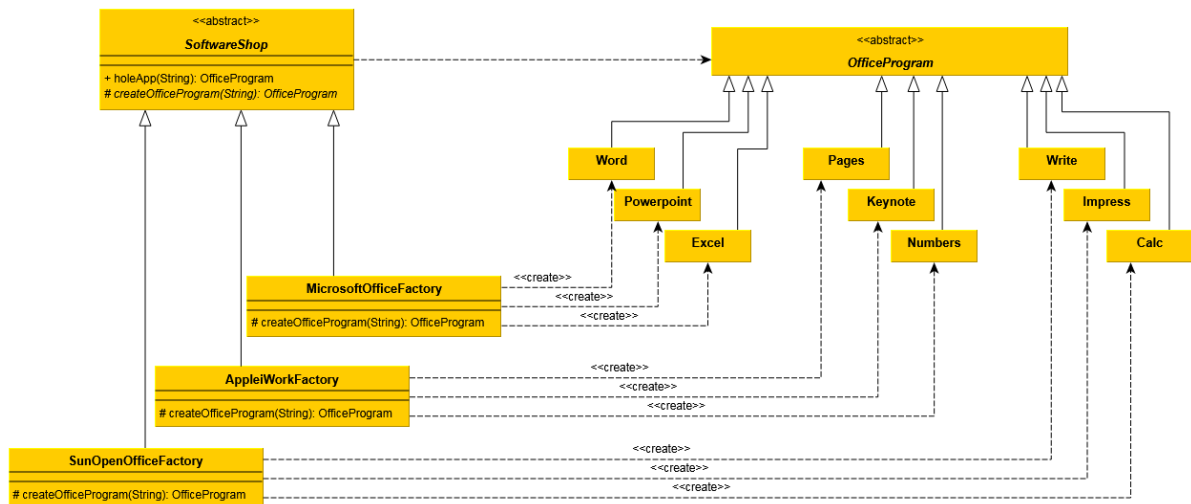 <<abstract>>
SoftwareShop
+ holeApp(String): OfficeProgram
# createOfficeProgram(String): OfficeProgram
<<abstract>>
OfficeProgram
Word
Pages
Write
Powerpoint
Keynote
Impress
Excel
Numbers
Calc
MicrosoftOfficeFactory
# createOfficeProgram(String): OfficeProgram
<<create>>
<<create>>
<<create>>
AppleiWorkFactory
# createOfficeProgram(String): OfficeProgram
<<create>>
<<create>>
<<create>>
SunOpenOfficeFactory
# createOfficeProgram(String): OfficeProgram
<<create>>
<<create>>
<<create>>